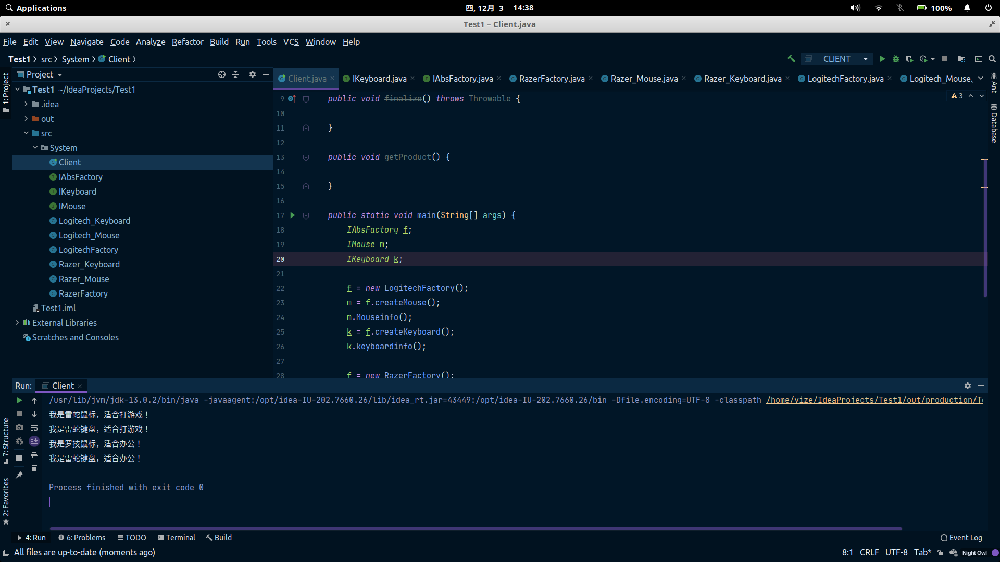 Applications
四, 12月 3 14:38
100%
Test1 – Client.java
File Edit View Navigate Code Analyze Refactor Build Run Tools VCS Window Help
Test1 src System Client
CLIENT
1: Project
Project
Test1 ~/IdeaProjects/Test1
.idea
out
src
System
Client
IAbsFactory
IKeyboard
IMouse
Logitech_Keyboard
Logitech_Mouse
LogitechFactory
Razer_Keyboard
Razer_Mouse
RazerFactory
Test1.iml
External Libraries
Scratches and Consoles
Client.java IKeyboard.java IAbsFactory.java RazerFactory.java Razer_Mouse.java Razer_Keyboard.java LogitechFactory.java Logitech_Mouse.
3
Ant
Database
9 public void finalize() throws Throwable {
10
11 }
12
13 public void getProduct() {
14
15 }
16
17 public static void main(String[] args) {
18 IAbsFactory f;
19 IMouse m;
20 IKeyboard k;
21
22 f = new LogitechFactory();
23 m = f.createMouse();
24 m.Mouseinfo();
25 k = f.createKeyboard();
26 k.keyboardinfo();
27
28 f = new RazerFactory();
Run: Client
/usr/lib/jvm/jdk-13.0.2/bin/java -javaagent:/opt/idea-IU-202.7660.26/lib/idea_rt.jar=43449:/opt/idea-IU-202.7660.26/bin -Dfile.encoding=UTF-8 -classpath /home/yize/IdeaProjects/Test1/out/production/T
我是雷蛇鼠标，适合打游戏！
我是雷蛇键盘，适合打游戏！
我是罗技鼠标，适合办公！
我是雷蛇键盘，适合办公！
Process finished with exit code 0
7: Structure
2: Favorites
4: Run 6: Problems TODO Terminal Build
Event Log
All files are up-to-date (moments ago)
8:1 CRLF UTF-8 Tab* Night Owl